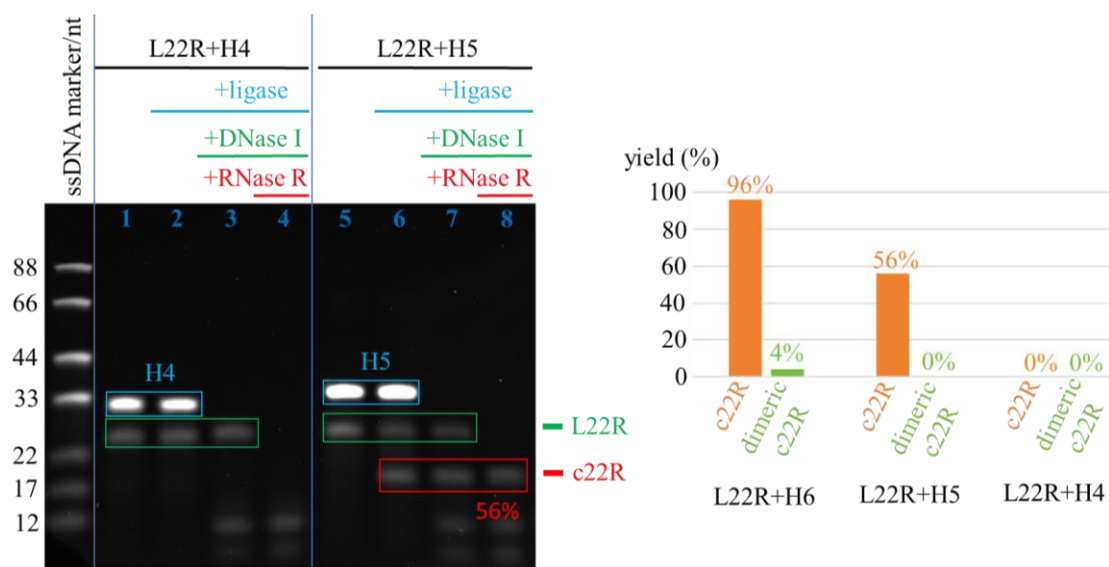 ssDNA marker/nt
L22R+H4
L22R+H5
+ligase
+ligase
+DNase I
+DNase I
+RNase R
+RNase R
1 2 3 4 5 6 7 8
88
66
44
33
22
17
12
H4
H5
L22R
c22R
56%
yield (%)
100
80
60
40
20
0
96%
4%
56%
0%
0%
0%
c22R
dimeric
c22R
c22R
dimeric
c22R
c22R
dimeric
c22R
L22R+H6
L22R+H5
L22R+H4